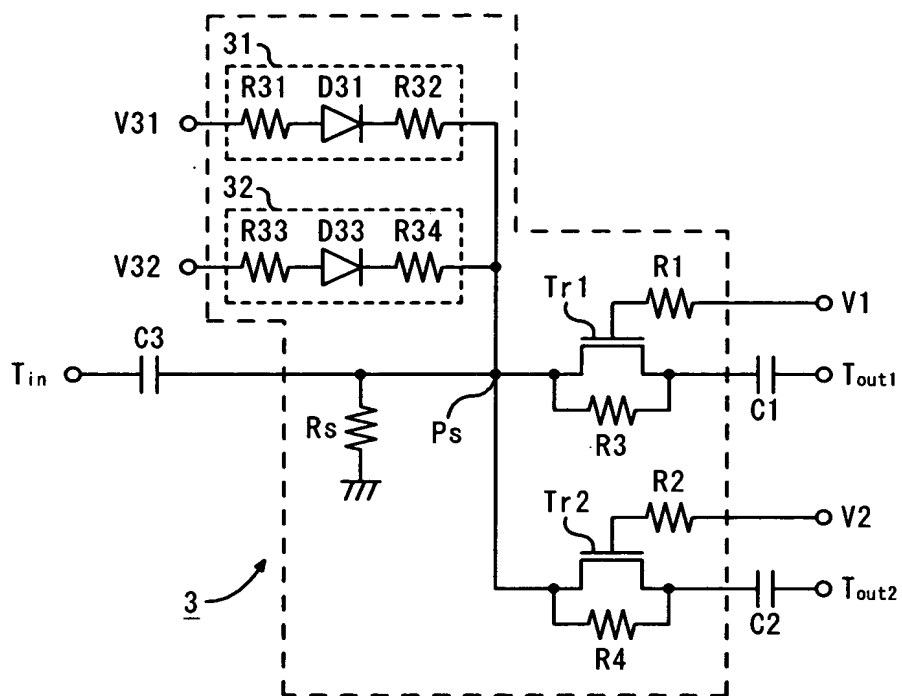 31
R31 D31 R32
V31
32
R33 D33 R34
V32
R1
Tr1
V1
C3
Tin
Tout1
C1
Rs
Ps
R3
R2
Tr2
V2
3
Tout2
C2
R4